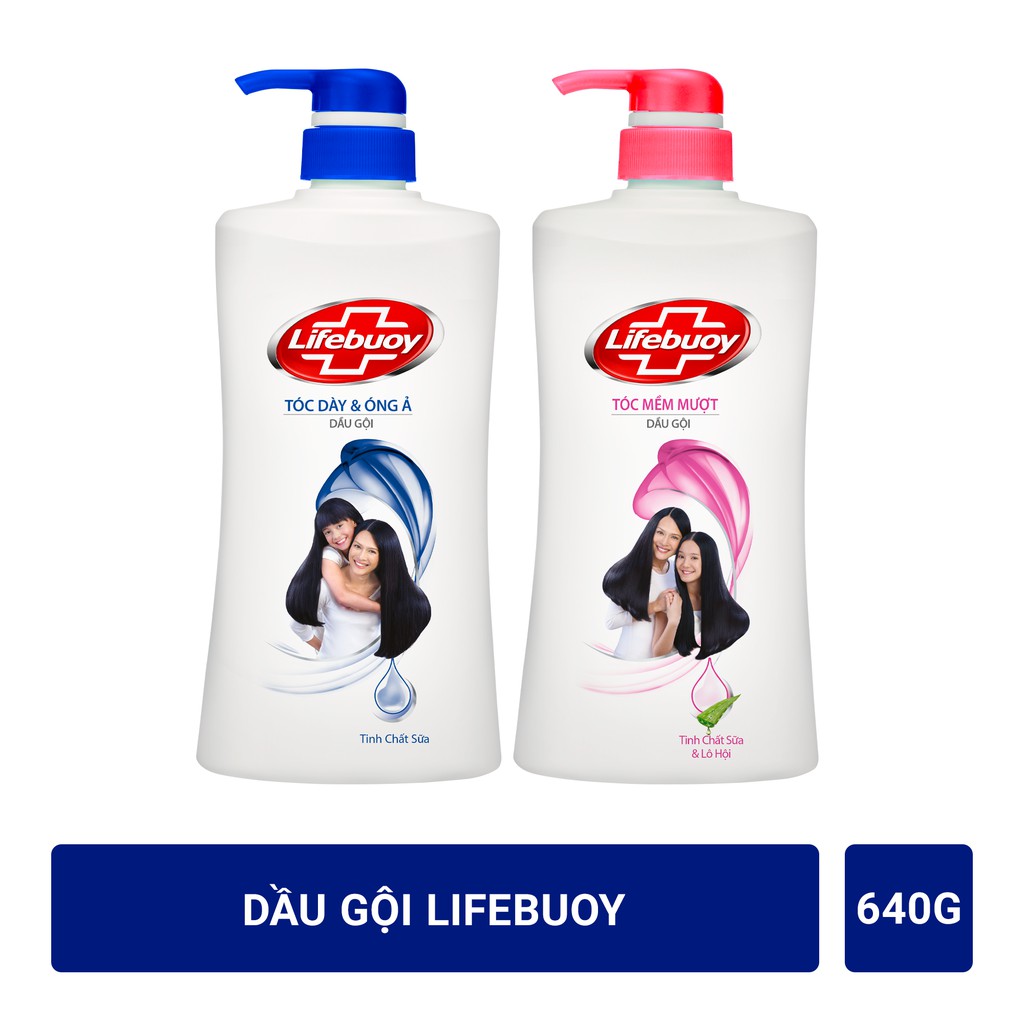 Lifebuoy
TÓC DÀY & ÓNG Ả
DẦU GỘI
Tinh Chất Sữa
Lifebuoy
TÓC MỀM MƯỢT
DẦU GỘI
Tinh Chất Sữa
& Lô Hội
DẦU GỘI LIFEBUOY
640G